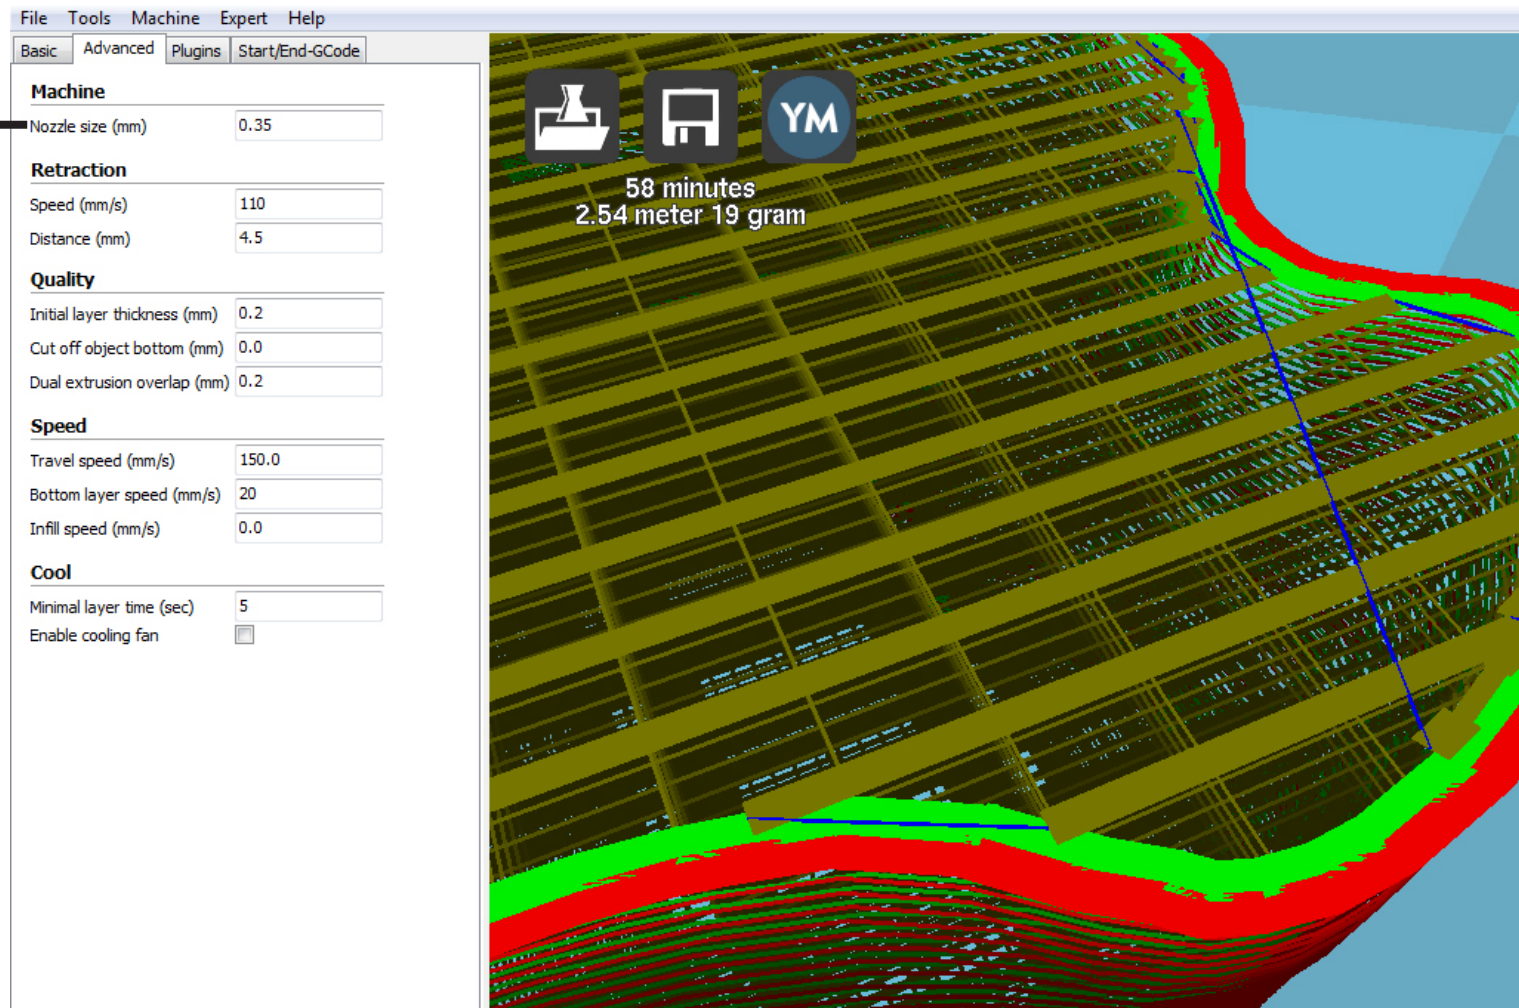 File Tools Machine Expert Help
Basic Advanced Plugins Start/End-GCode
Machine
Nozzle size (mm) 0.35
Retraction
Speed (mm/s) 110
Distance (mm) 4.5
Quality
Initial layer thickness (mm) 0.2
Cut off object bottom (mm) 0.0
Dual extrusion overlap (mm) 0.2
Speed
Travel speed (mm/s) 150.0
Bottom layer speed (mm/s) 20
Infill speed (mm/s) 0.0
Cool
Minimal layer time (sec) 5
Enable cooling fan
YM
58 minutes
2.54 meter 19 gram